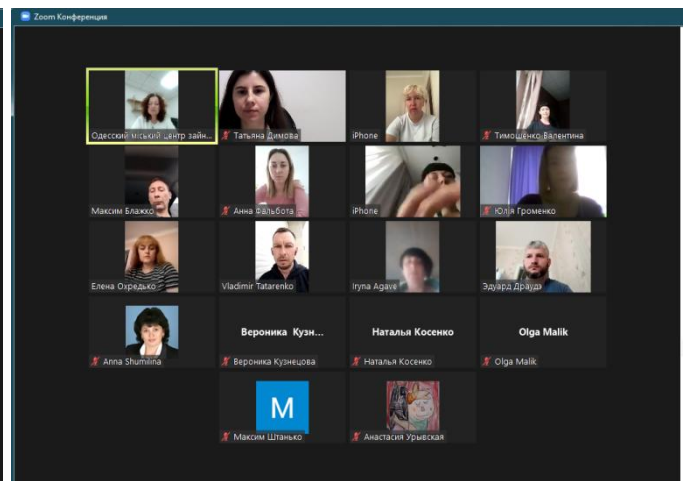 Zoom Конференция
Одесский міський центр зайн...
Татьяна Димова
iPhone
Тимошенко Валентина
Максим Блажко
Анна Фальбота
iPhone
Юлія Громенко
Елена Охредько
Vladimir Tatarenko
Iryna Agave
Эдуард Драудэ
Anna Shumilina
Вероника Кузн...
Вероника Кузнецова
Наталья Косенко
Наталья Косенко
Olga Malik
Olga Malik
М
Максим Штанько
Анастасия Урывская